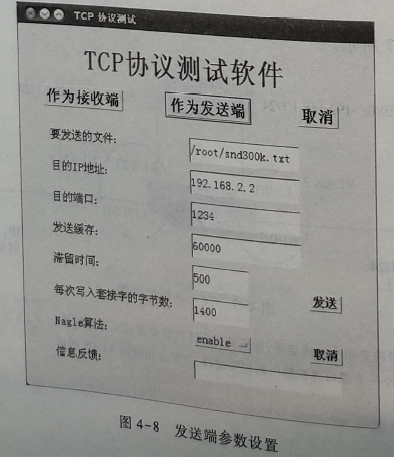 TCP 协议测试
TCP协议测试软件
作为接收端 作为发送端 取消
要发送的文件: /root/snd300k.txt
目的IP地址: 192.168.2.2
目的端口: 1234
发送缓存: 60000
滞留时间: 500
每次写入套接字的字节数: 1400 发送
Nagle算法: enable
信息反馈: 取消
图 4-8 发送端参数设置